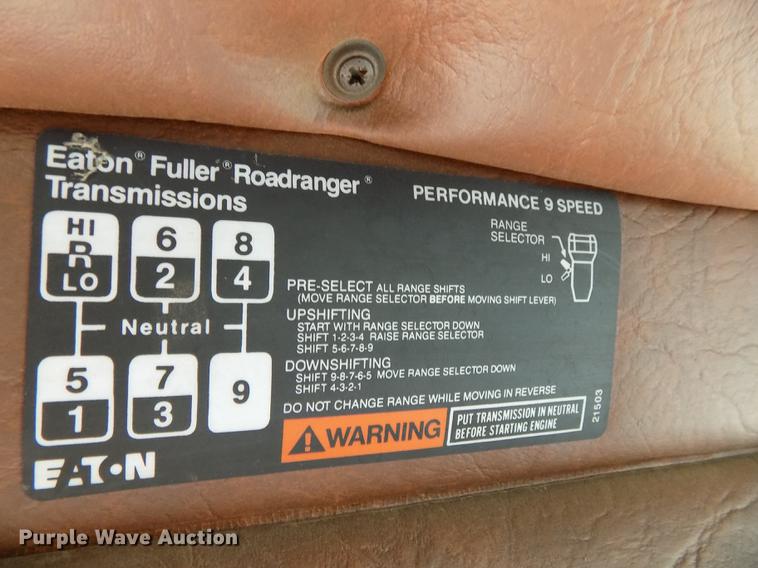 Eaton® Fuller® Roadranger®
Transmissions
PERFORMANCE 9 SPEED
HI
R
LO
6
2
8
4
Neutral
5
1
7
3
9
RANGE
SELECTOR
HI
LO
PRE-SELECT ALL RANGE SHIFTS
(MOVE RANGE SELECTOR BEFORE MOVING SHIFT LEVER)
UPSHIFTING
START WITH RANGE SELECTOR DOWN
SHIFT 1-2-3-4 RAISE RANGE SELECTOR
SHIFT 5-6-7-8-9
DOWNSHIFTING
SHIFT 9-8-7-6-5 MOVE RANGE SELECTOR DOWN
SHIFT 4-3-2-1
DO NOT CHANGE RANGE WHILE MOVING IN REVERSE
WARNING
PUT TRANSMISSION IN NEUTRAL
BEFORE STARTING ENGINE
21503
EATON
Purple Wave Auction